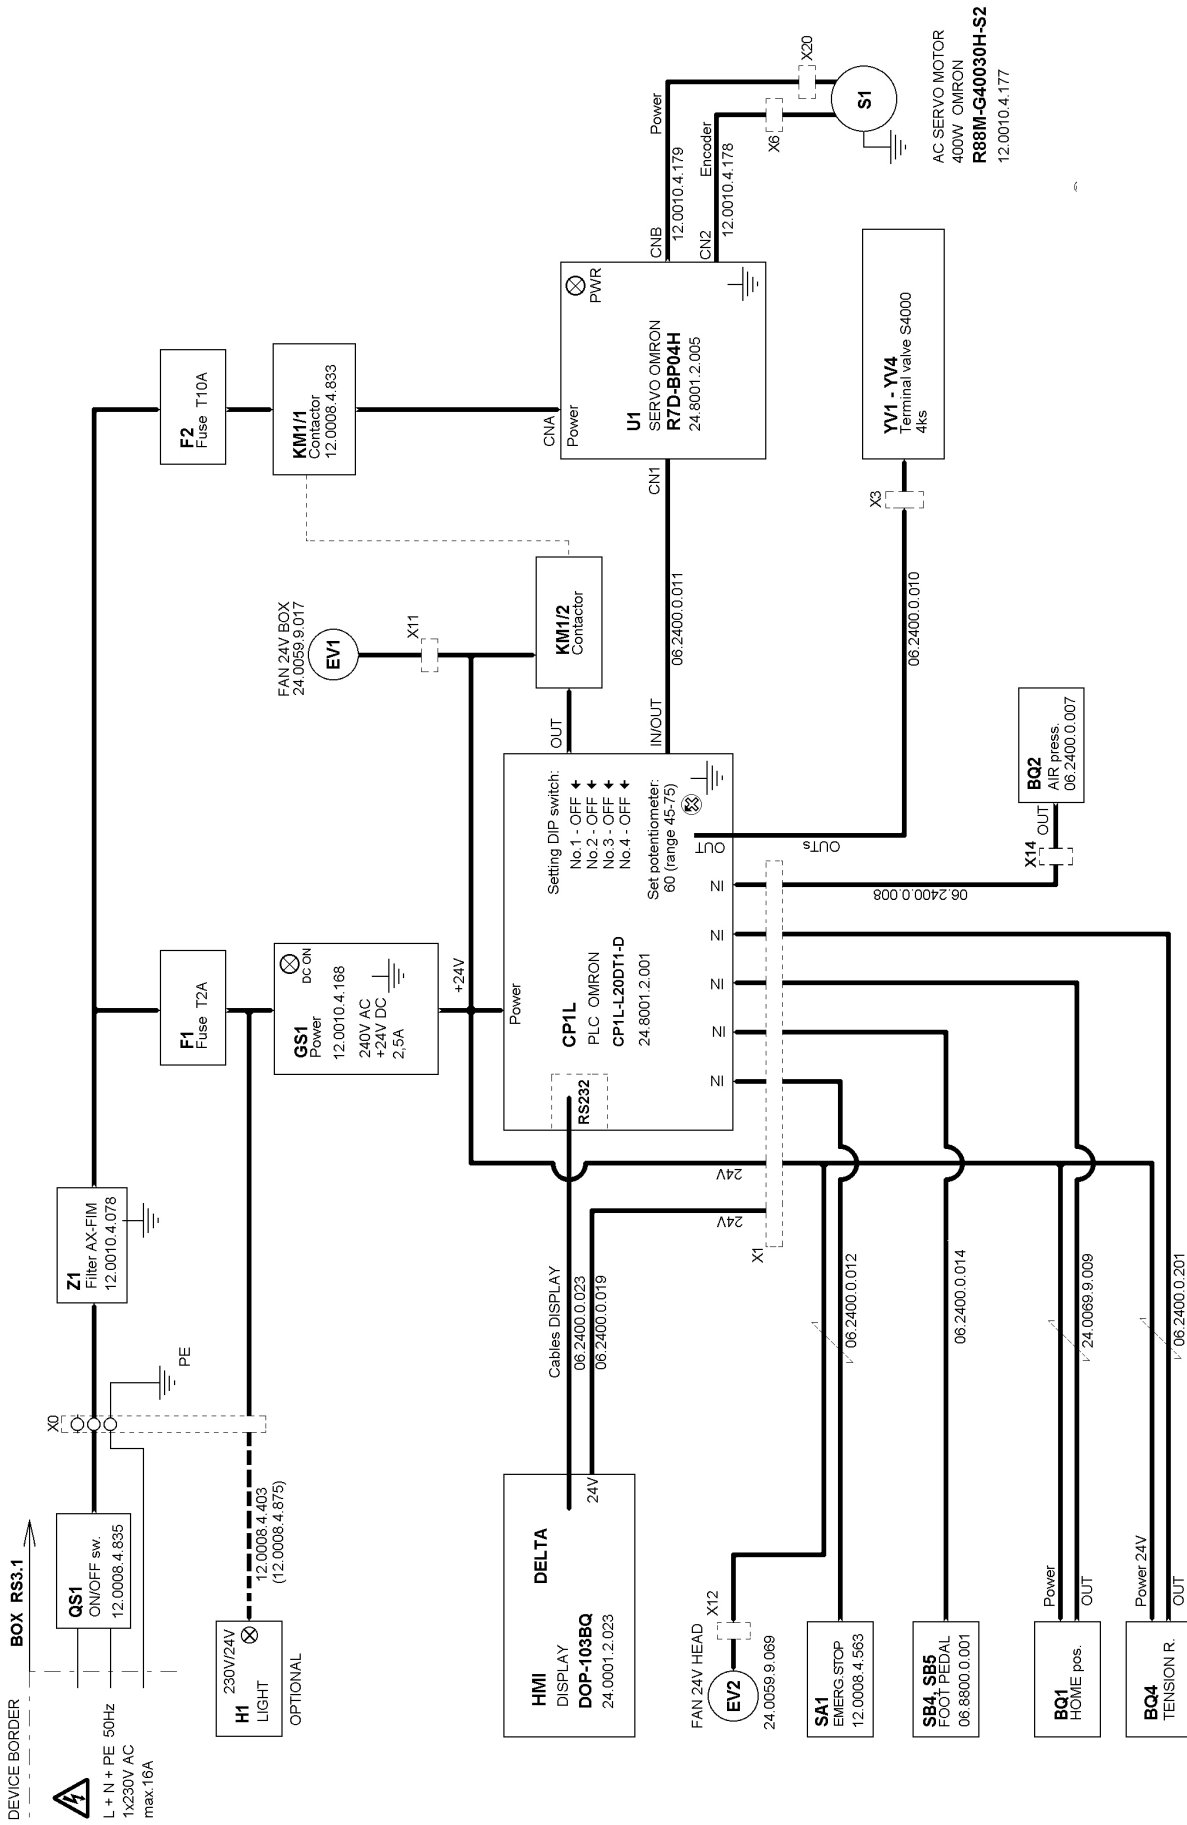 DEVICE BORDER
BOX RS3.1
L + N + PE 50Hz
1x230V AC
max.16A
QS1
ON/OFF sw.
12.0008.4.835
X0
PE
Z1
Filter AX-FIM
12.0010.4.078
H1
LIGHT
230V/24V
OPTIONAL
12.0008.4.403
(12.0008.4.875)
F1
Fuse T2A
F2
Fuse T10A
GS1
Power
12.0010.4.168
240V AC
+24V DC
2,5A
DC ON
+24V
KM1/1
Contactor
12.0008.4.833
FAN 24V BOX
24.0059.9.017
EV1
X11
KM1/2
Contactor
OUT
CNA
Power
U1
SERVO OMRON
R7D-BP04H
24.8001.2.005
PWR
CN1
CNB
CN2
Power
12.0010.4.179
Encoder
12.0010.4.178
X20
X6
S1
AC SERVO MOTOR
400W OMRON
R88M-G40030H-S2
12.0010.4.177
06.2400.0.011
IN/OUT
Power
CP1L
PLC OMRON
CP1L-L20DT1-D
24.8001.2.001
RS232
Setting DIP switch:
No.1 - OFF
No.2 - OFF
No.3 - OFF
No.4 - OFF
Set potentiometer:
60 (range 45-75)
OUT
IN
IN
IN
IN
IN
OUTs
06.2400.0.010
X3
YV1 - YV4
Terminal valve S4000
4ks
06.2400.0.008
X14
OUT
BQ2
AIR press.
06.2400.0.007
24V
24V
X1
Cables DISPLAY
06.2400.0.023
06.2400.0.019
24V
HMI
DISPLAY
DOP-103BQ
24.0001.2.023
DELTA
FAN 24V HEAD
EV2
24.0059.9.069
X12
SA1
EMERG.STOP
12.0008.4.563
06.2400.0.012
SB4, SB5
FOOT PEDAL
06.8800.0.001
06.2400.0.014
BQ1
HOME pos.
Power
OUT
24.0069.9.009
BQ4
TENSION R.
Power 24V
OUT
06.2400.0.201